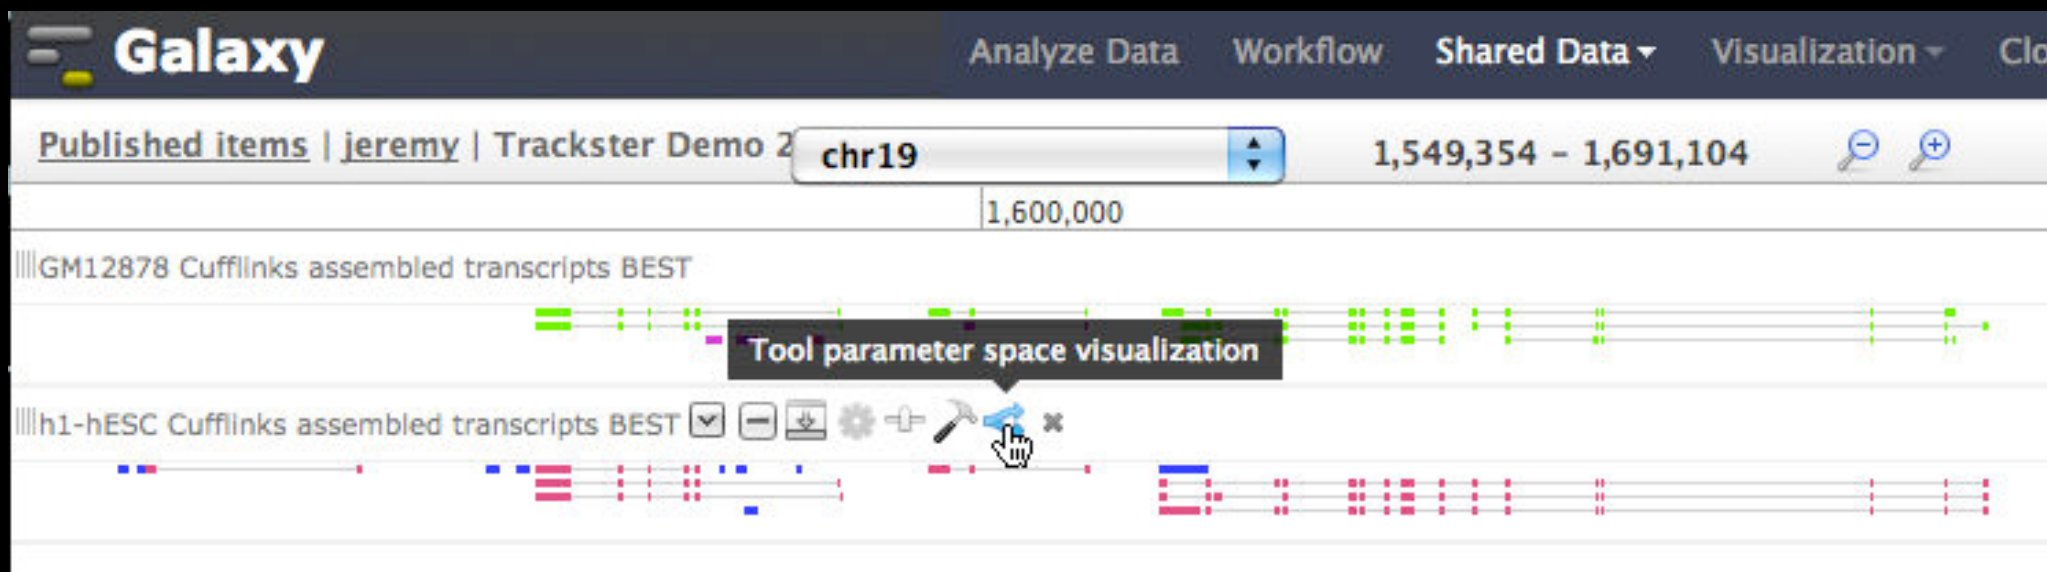 Galaxy Analyze Data Workflow Shared Data Visualization Clo
Published items | jeremy | Trackster Demo 2 chr19 1,549,354 – 1,691,104
1,600,000
GM12878 Cufflinks assembled transcripts BEST
Tool parameter space visualization
h1-hESC Cufflinks assembled transcripts BEST